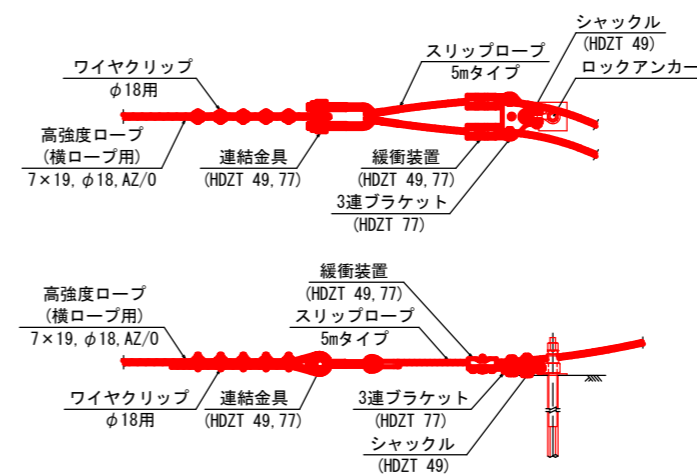 シャックル
(HDZT 49)
ロックアンカー
スリップロープ
5mタイプ
ワイヤクリップ
φ18用
高強度ロープ
(横ロープ用)
7×19, φ18, AZ/0
連結金具
(HDZT 49, 77)
緩衝装置
(HDZT 49, 77)
3連ブラケット
(HDZT 77)
緩衝装置
(HDZT 49, 77)
高強度ロープ
(横ロープ用)
7×19, φ18, AZ/0
スリップロープ
5mタイプ
ワイヤクリップ
φ18用
連結金具
(HDZT 49, 77)
3連ブラケット
(HDZT 77)
シャックル
(HDZT 49)